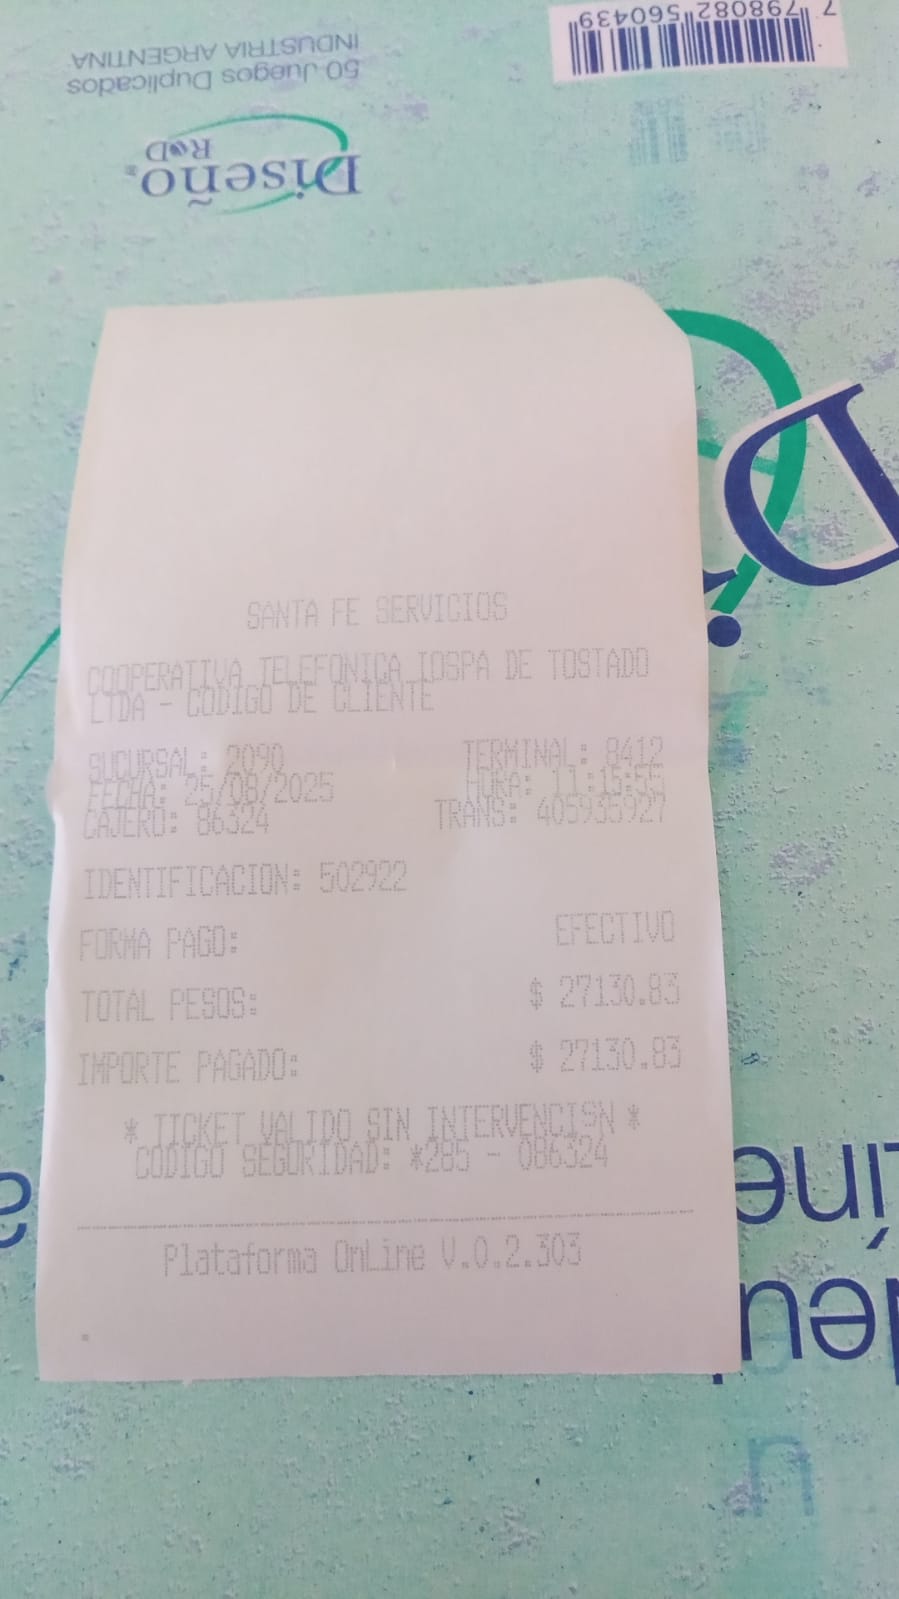 7 798082 560439
50 Juegos Duplicados
INDUSTRIA ARGENTINA
Diseño
RD
SANTA FE SERVICIOS
COOPERATIVA TELEFONICA IOSPA DE TOSTADO
LTDA - CODIGO DE CLIENTE
SUCURSAL: 2090 TERMINAL: 8412
FECHA: 25/08/2025 HORA: 11:15:55
CAJERO: 86324 TRANS: 405935927
IDENTIFICACION: 502922
FORMA PAGO: EFECTIVO
TOTAL PESOS: $ 27130.83
IMPORTE PAGADO: $ 27130.83
* TICKET VALIDO SIN INTERVENCISN *
CODIGO SEGURIDAD: *285 - 086324
Plataforma OnLine V.0.2.303